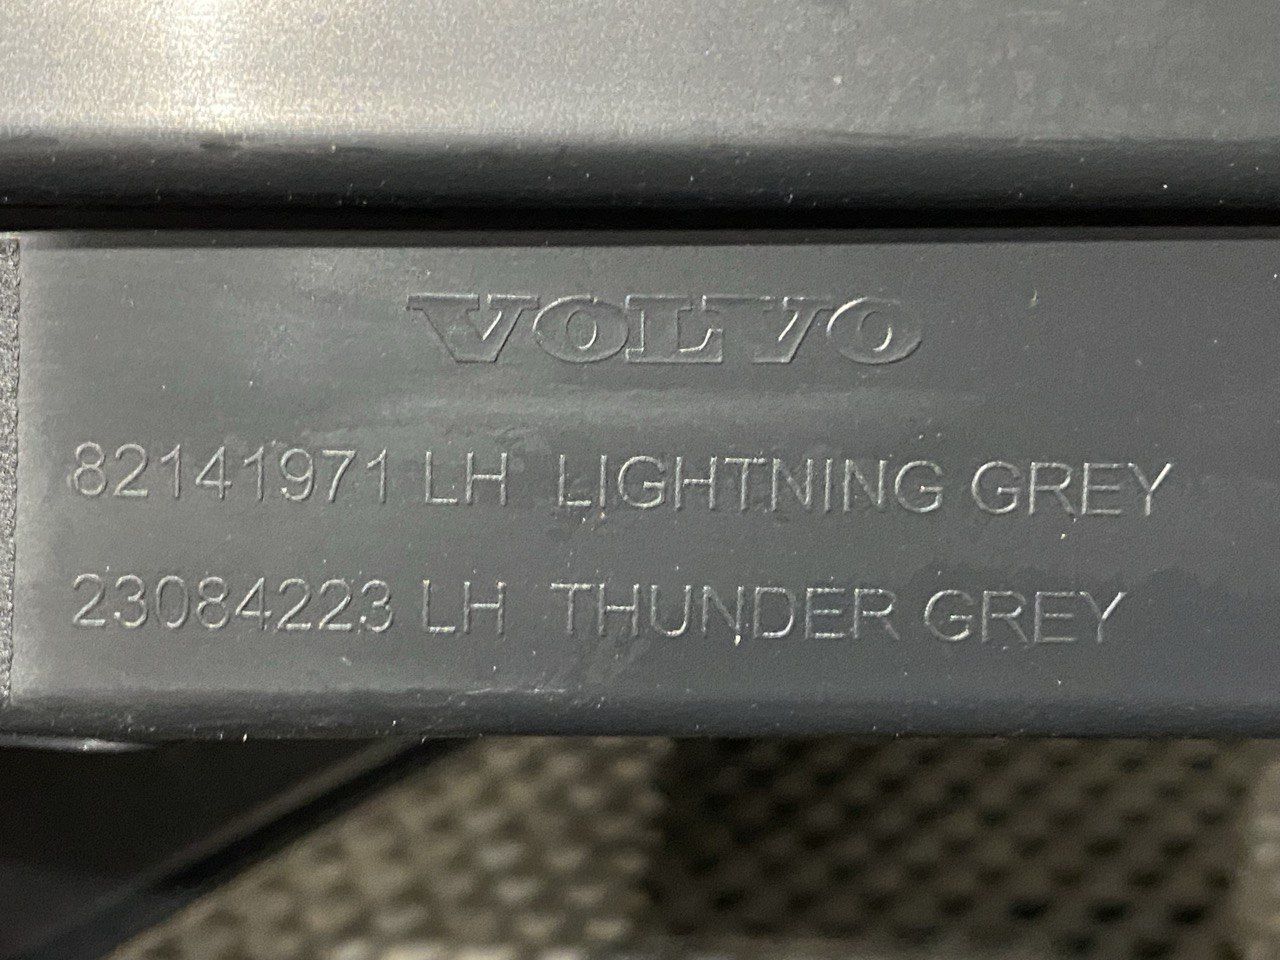 VOLVO
82141971 LH LIGHTNING GREY
23084223 LH THUNDER GREY